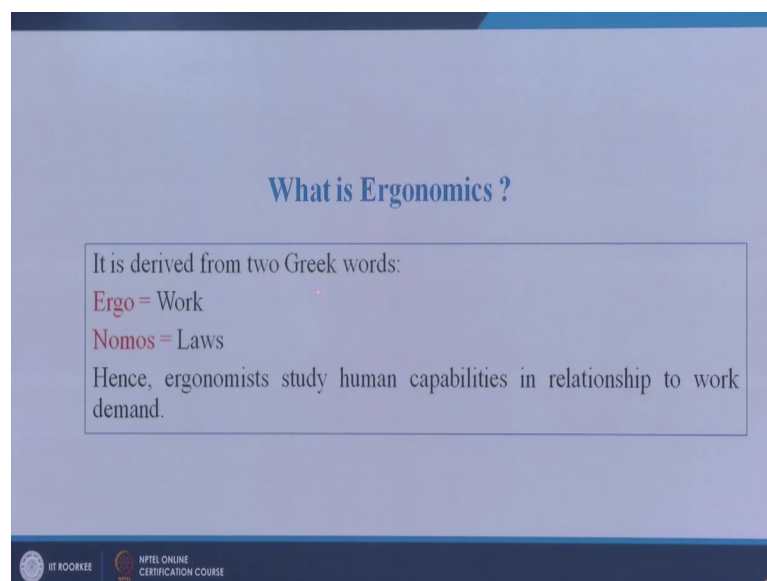 What is Ergonomics ?
It is derived from two Greek words:
Ergo = Work
Nomos = Laws
Hence, ergonomists study human capabilities in relationship to work
demand.
IIT ROORKEE
NPTEL ONLINE
CERTIFICATION COURSE
NPTEL